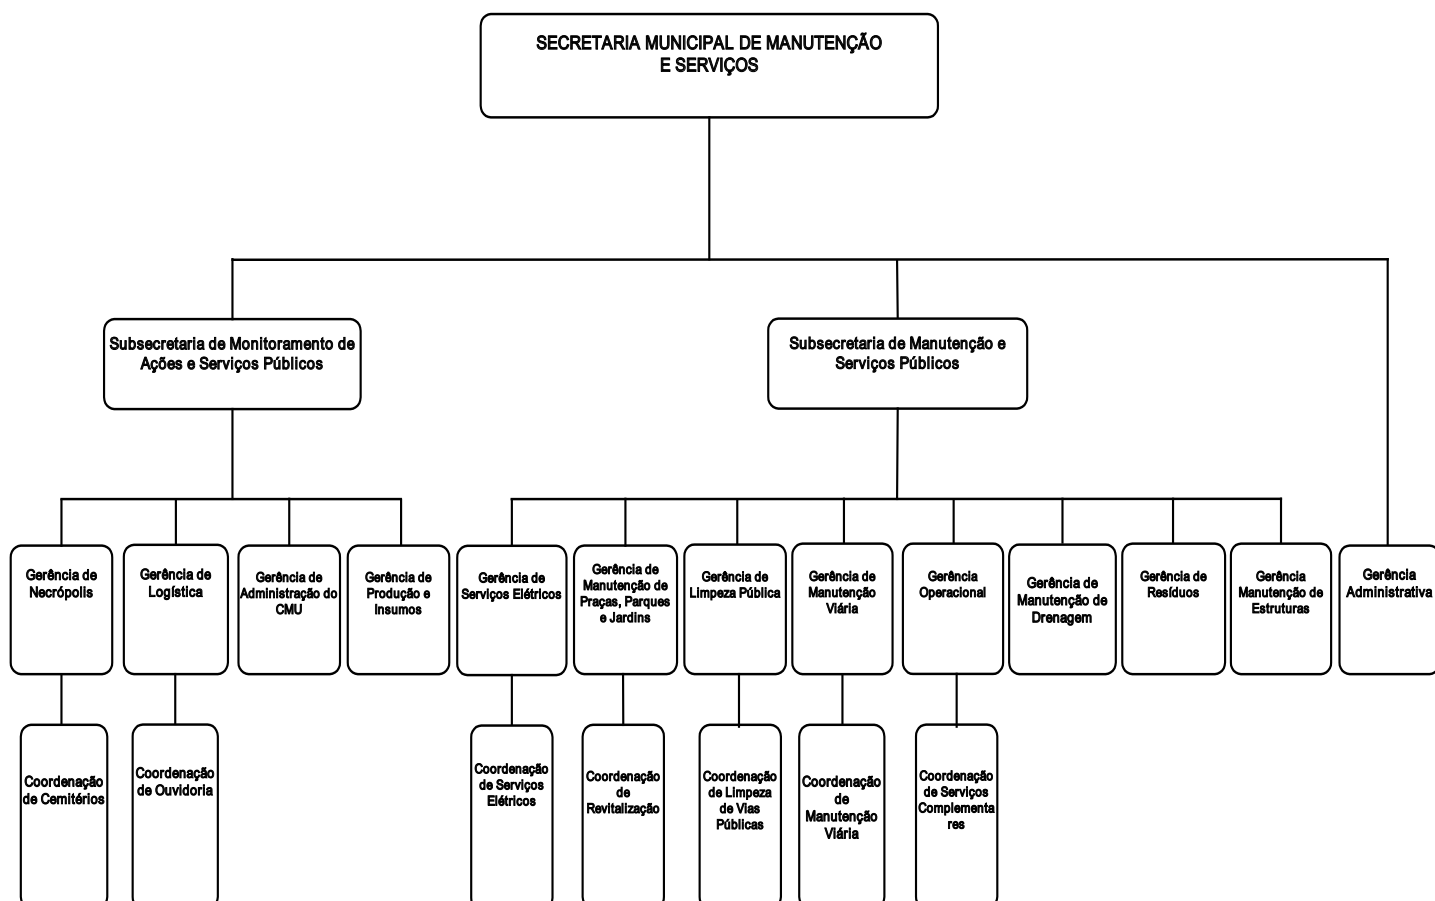 SECRETARIA MUNICIPAL DE MANUTENÇÃO
E SERVIÇOS
Subsecretaria de Monitoramento de
Ações e Serviços Públicos
Subsecretaria de Manutenção e
Serviços Públicos
Gerência de
Necrópolis
Gerência de
Logística
Gerência de
Administração do
CMU
Gerência de
Produção e
Insumos
Gerência de
Serviços Elétricos
Gerência de
Manutenção de
Praças, Parques
e Jardins
Gerência de
Limpeza Pública
Gerência de
Manutenção
Viária
Gerência
Operacional
Gerência de
Manutenção de
Drenagem
Gerência de
Resíduos
Gerência
Manutenção de
Estruturas
Gerência
Administrativa
Coordenação
de Cemitérios
Coordenação
de Ouvidoria
Coordenação
de Serviços
Elétricos
Coordenação
de
Revitalização
Coordenação
de Limpeza
de Vias
Públicas
Coordenação
de
Manutenção
Viária
Coordenação
de Serviços
Complementa
res